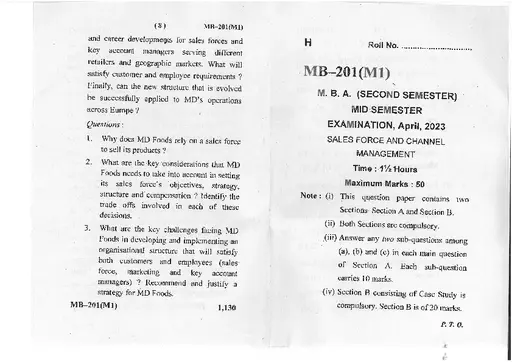 ( 8 ) MB-201(M1)
and career developments for sales forces and
key account managers serving different
retailers and geographic markets. What will
satisfy customer and employee requirements ?
Finally, can the new structure that is evolved
be successfully applied to MD's operations
across Europe ?
Questions :
1. Why does MD Foods rely on a sales force
to sell its products ?
2. What are the key considerations that MD
Foods needs to take into account in setting
its sales force's objectives, strategy,
structure and compensation ? Identify the
trade offs involved in each of these
decisions.
3. What are the key challenges facing MD
Foods in developing and implementing an
organisational structure that will satisfy
both customers and employees (sales
force, marketing and key account
managers) ? Recommend and justify a
strategy for MD Foods.
MB-201(M1) 1,130
H Roll No. ..............................
MB-201(M1)
M. B. A. (SECOND SEMESTER)
MID SEMESTER
EXAMINATION, April, 2023
SALES FORCE AND CHANNEL
MANAGEMENT
Time : 1½ Hours
Maximum Marks : 50
Note : (i) This question paper contains two
Sections- Section A and Section B.
(ii) Both Sections are compulsory.
(iii) Answer any two sub-questions among
(a), (b) and (c) in each main question
of Section A. Each sub-question
carries 10 marks.
(iv) Section B consisting of Case Study is
compulsory. Section B is of 20 marks.
P. T. O.